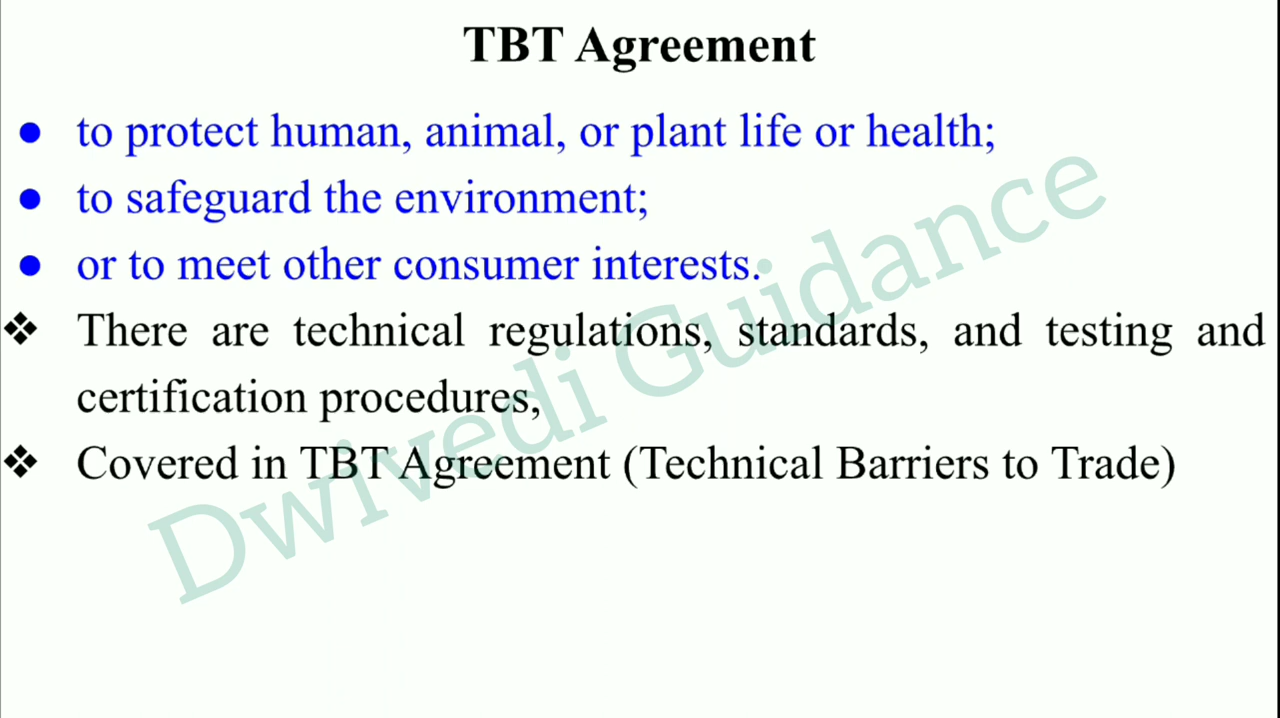 TBT Agreement
● to protect human, animal, or plant life or health;
● to safeguard the environment;
● or to meet other consumer interests.
❖ There are technical regulations, standards, and testing and
certification procedures,
❖ Covered in TBT Agreement (Technical Barriers to Trade)
Dwivedi Guidance